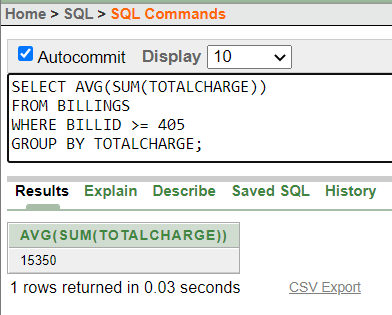 Home > SQL > SQL Commands
Autocommit Display 10
SELECT AVG(SUM(TOTALCHARGE))
FROM BILLINGS
WHERE BILLID >= 405
GROUP BY TOTALCHARGE;
Results Explain Describe Saved SQL History
AVG(SUM(TOTALCHARGE))
15350
1 rows returned in 0.03 seconds CSV Export